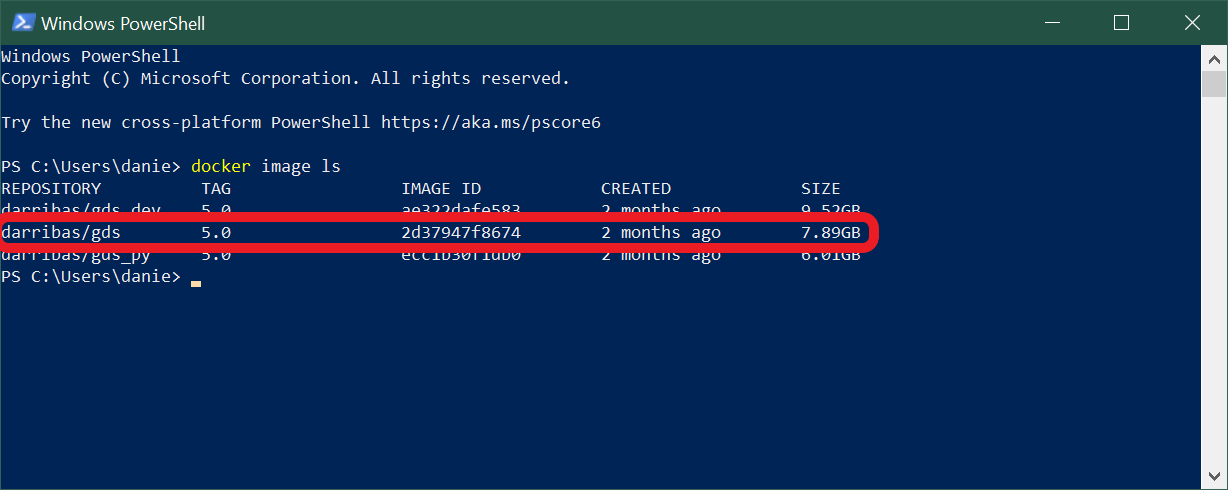 Windows PowerShell
Windows PowerShell
Copyright (C) Microsoft Corporation. All rights reserved.
Try the new cross-platform PowerShell https://aka.ms/pscore6
PS C:\Users\danie> docker image ls
REPOSITORY TAG IMAGE ID CREATED SIZE
darribas/gds_dev 5.0 ae322dafe583 2 months ago 9.52GB
darribas/gds 5.0 2d37947f8674 2 months ago 7.89GB
darribas/gds_py 5.0 ecc1b30f1db0 2 months ago 6.01GB
PS C:\Users\danie>